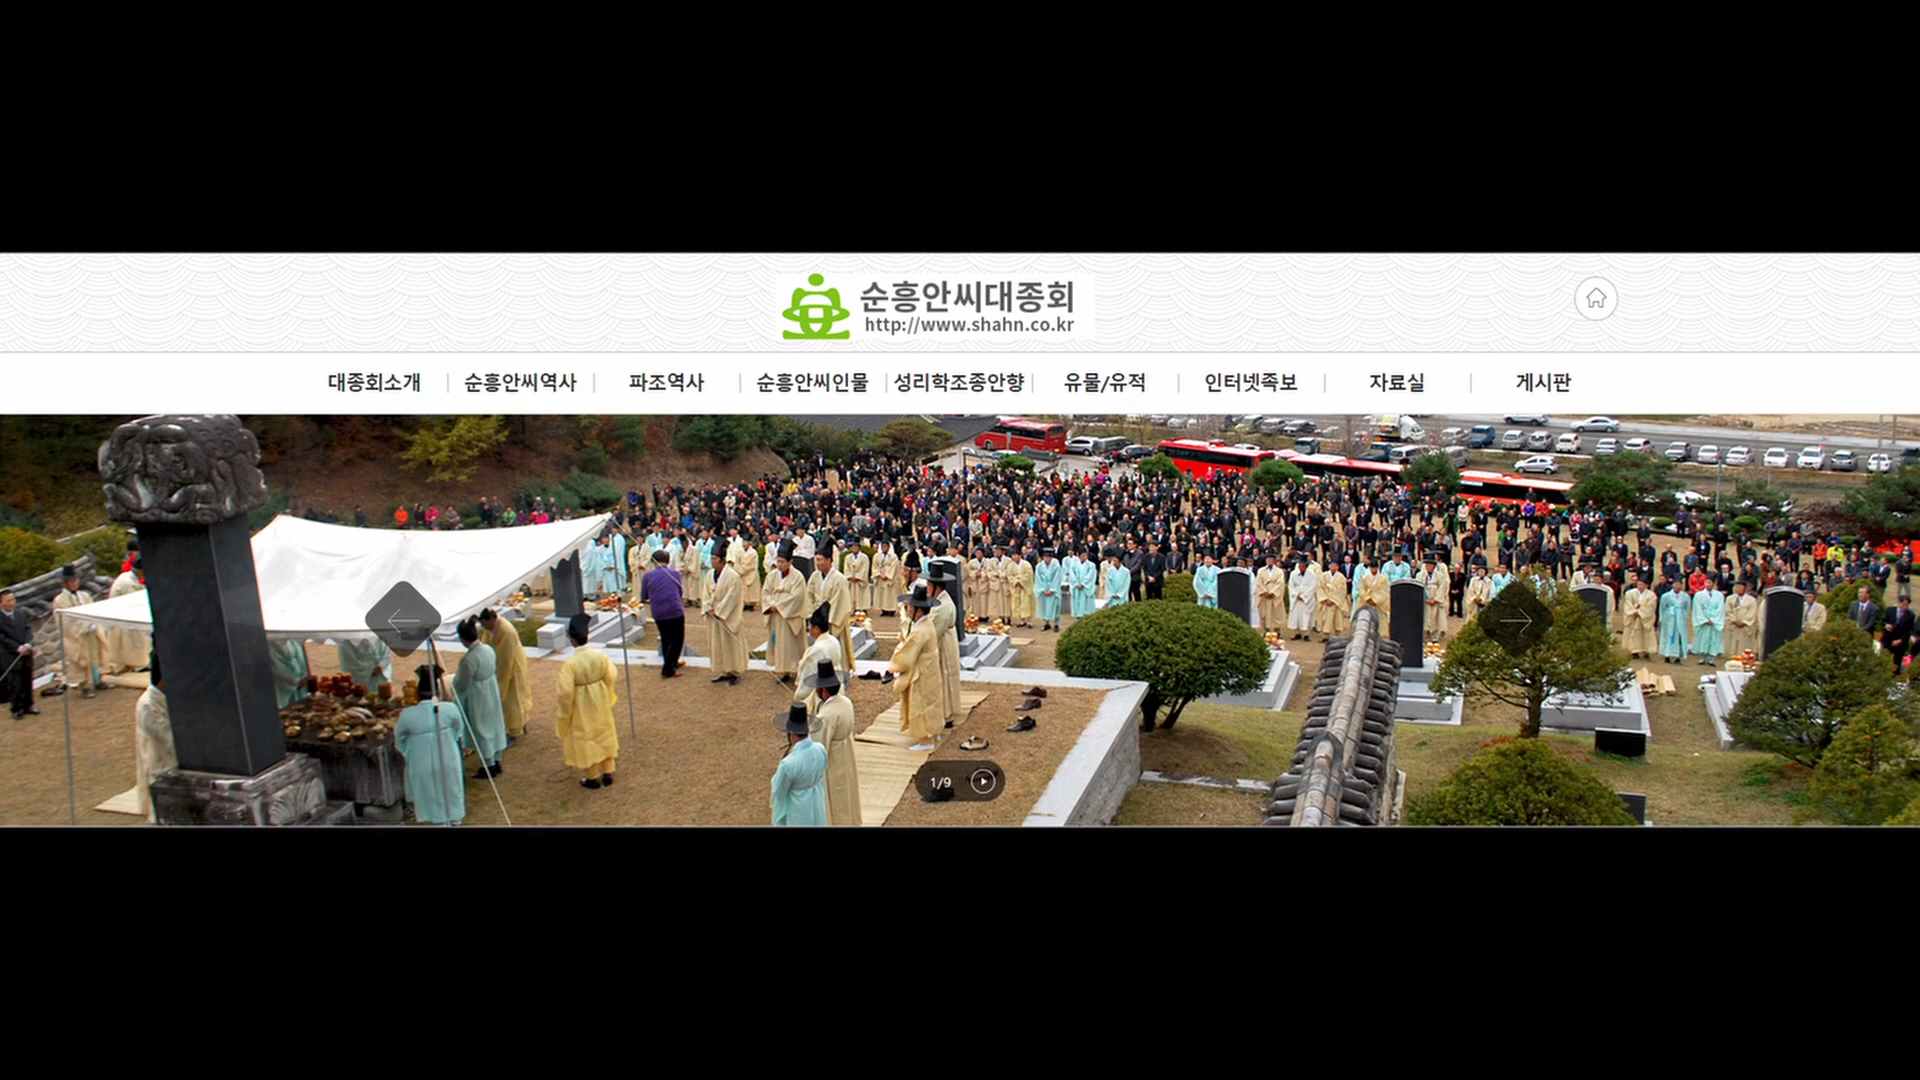 순흥안씨대종회
http://www.shahn.co.kr
대종회소개 순흥안씨역사 파조역사 순흥안씨인물 성리학조종안향 유물/유적 인터넷족보 자료실 게시판
1/9